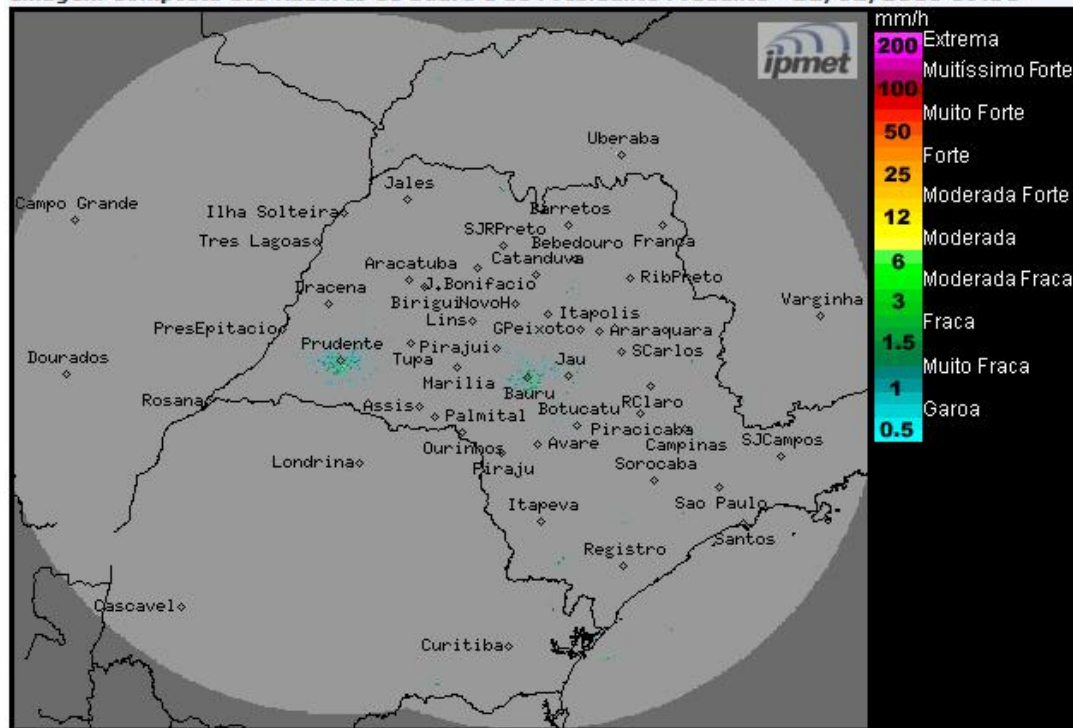 mm/h
ipmet
200
Extrema
Muitíssimo Forte
100
Muito Forte
50
Forte
25
Moderada Forte
12
Moderada
6
Moderada Fraca
3
Fraca
1.5
Muito Fraca
1
Garoa
0.5
Uberaba
Jales
Campo Grande
Ilha Solteira
Barretos
SJRPreto
Tres Lagoas
Bebedouro
Franca
Catanduva
Aracatuba
RibPreto
J.Bonifacio
Dracena
Birigui
NovoH
Varginha
Itapolis
Lins
PresEpitacio
GPeixoto
Araraquara
Prudente
Pirajui
SCarlos
Dourados
Tupa
Jau
Marilia
Bauru
Rosana
Assis
Botucatu
RClaro
Palmital
Piracicaba
Ourinhos
Avare
Campinas
SJCampos
Londrina
Piraju
Sorocaba
Itapeva
Sao Paulo
Santos
Registro
Cascavel
Curitiba